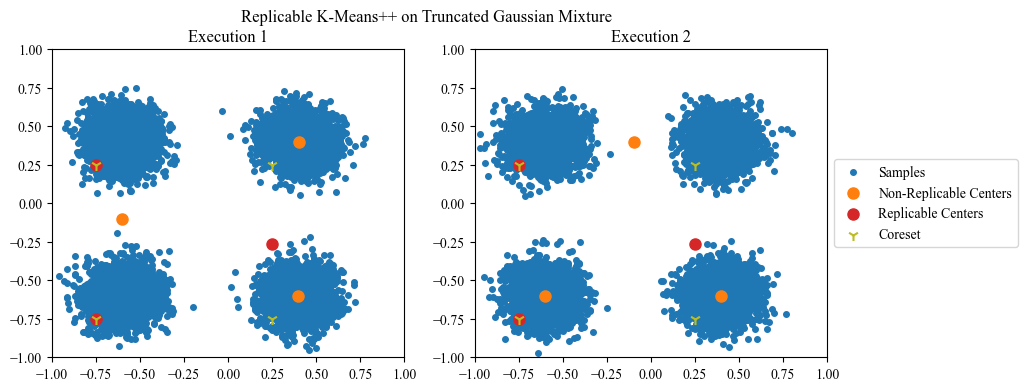 Replicable K-Means++ on Truncated Gaussian Mixture
Execution 1
1.00
0.75
0.50
0.25
0.00
−0.25
−0.50
−0.75
−1.00
−1.00 −0.75 −0.50 −0.25 0.00 0.25 0.50 0.75 1.00
Execution 2
1.00
0.75
0.50
0.25
0.00
−0.25
−0.50
−0.75
−1.00
−1.00 −0.75 −0.50 −0.25 0.00 0.25 0.50 0.75 1.00
Samples
Non-Replicable Centers
Replicable Centers
Coreset